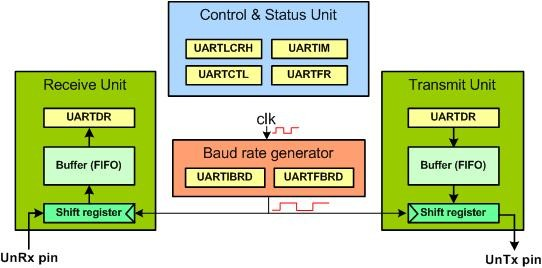 Control & Status Unit
UARTLCRH
UARTIM
UARTCTL
UARTFR
Receive Unit
UARTDR
Buffer (FIFO)
Shift register
UnRx pin
clk
Baud rate generator
UARTIBRD
UARTFBRD
Transmit Unit
UARTDR
Buffer (FIFO)
Shift register
UnTx pin